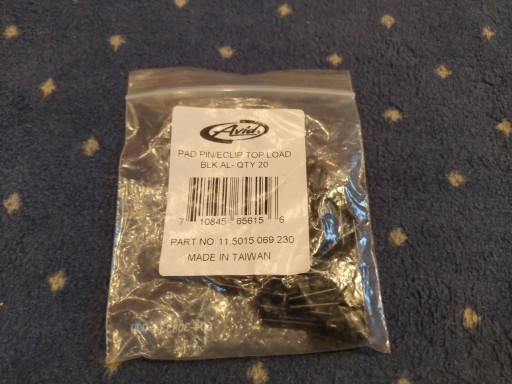 Avid
PAD PIN/ECLIP TOP LOAD
BLK AL- QTY 20
7 10845 65615 6
PART NO. 11.5015.069.230
MADE IN TAIWAN